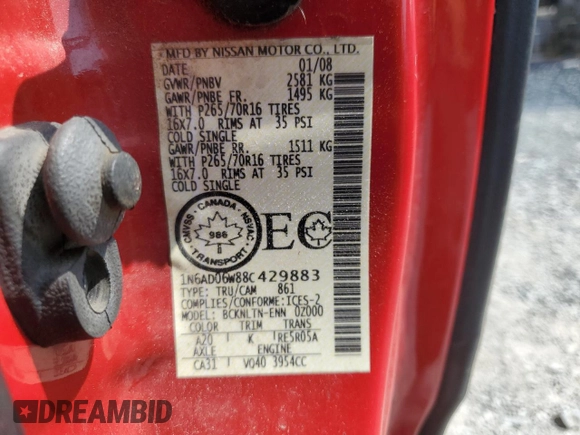 MFD BY NISSAN MOTOR CO., LTD.
DATE 01/08
GVWR/PNBV 2581 KG
GAWR/PNBE FR. 1495 KG
WITH P265/70R16 TIRES
16X7.0 RIMS AT 35 PSI
COLD SINGLE
GAWR/PNBE RR. 1511 KG
WITH P265/70R16 TIRES
16X7.0 RIMS AT 35 PSI
COLD SINGLE
CMVSS · CANADA · NSVAC
986
TRANSPORT
EC
1N6AD06W88C429883
TYPE: TRU/CAM 861
COMPLIES/CONFORME:ICES-2
MODEL: BCKNLTN-ENN 0Z000
COLOR TRIM TRANS
A20 K RE5R05A
AXLE ENGINE
CA31 VQ40 3954CC
DREAMBID